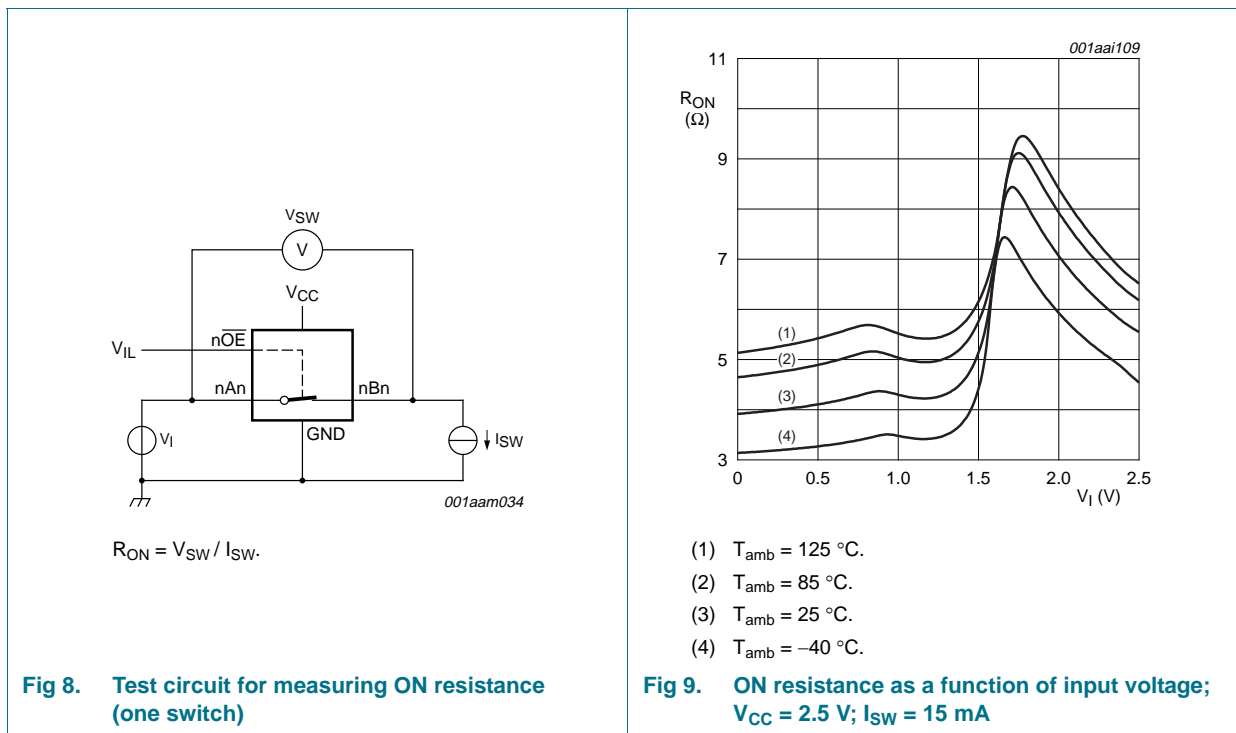 V_SW
V
V_CC
V_IL
nO̅E̅
nAn
nBn
V_I
GND
I_SW
001aam034
R_ON = V_SW / I_SW.
Fig 8. Test circuit for measuring ON resistance
(one switch)
001aai109
R_ON
(Ω)
11
9
7
5
3
(1)
(2)
(3)
(4)
0
0.5
1.0
1.5
2.0
2.5
V_I (V)
(1) T_amb = 125 °C.
(2) T_amb = 85 °C.
(3) T_amb = 25 °C.
(4) T_amb = −40 °C.
Fig 9. ON resistance as a function of input voltage;
V_CC = 2.5 V; I_SW = 15 mA